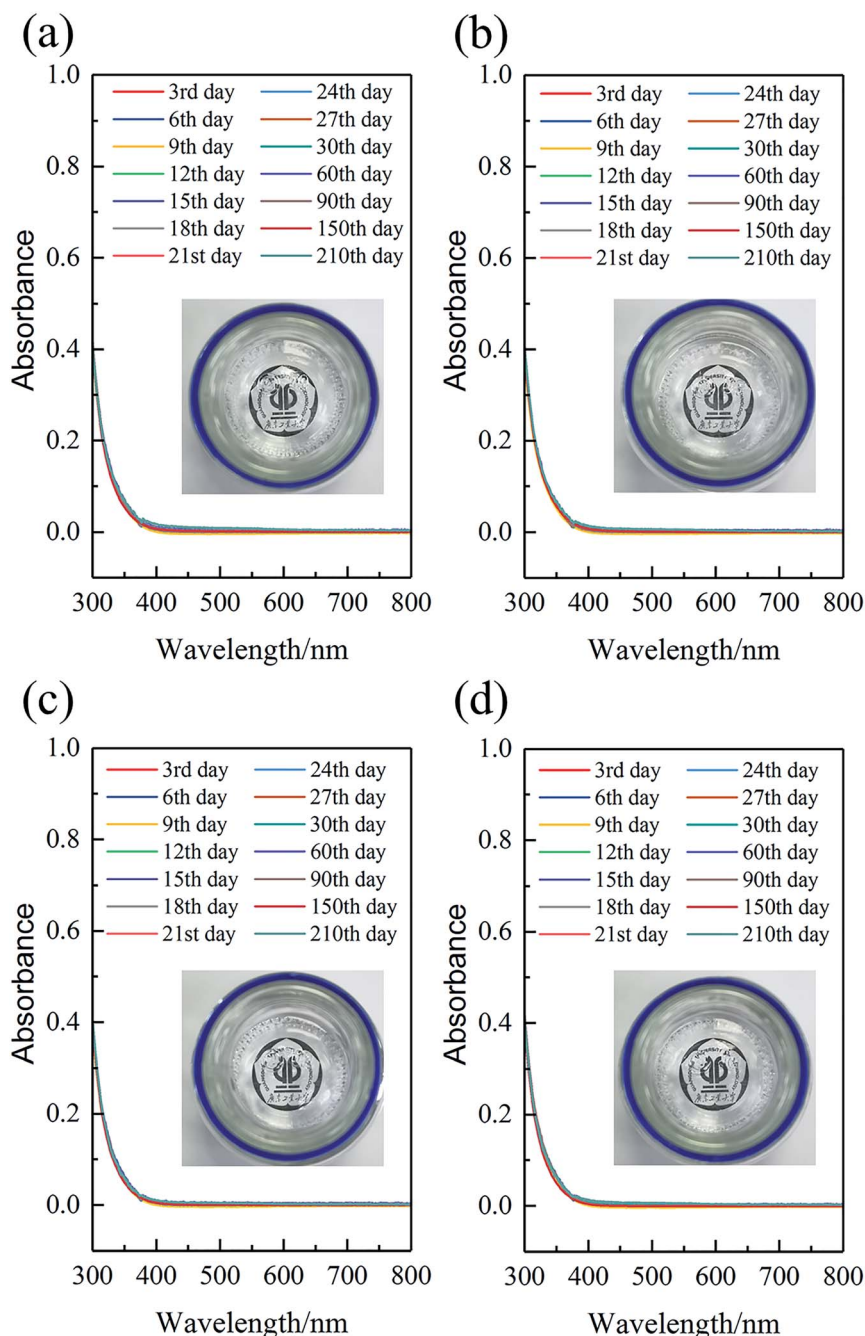 (a)
1.0
0.8
0.6
0.4
0.2
0.0
Absorbance
3rd day
6th day
9th day
12th day
15th day
18th day
21st day
24th day
27th day
30th day
60th day
90th day
150th day
210th day
300 400 500 600 700 800
Wavelength/nm
(b)
1.0
0.8
0.6
0.4
0.2
0.0
Absorbance
3rd day
6th day
9th day
12th day
15th day
18th day
21st day
24th day
27th day
30th day
60th day
90th day
150th day
210th day
300 400 500 600 700 800
Wavelength/nm
(c)
1.0
0.8
0.6
0.4
0.2
0.0
Absorbance
3rd day
6th day
9th day
12th day
15th day
18th day
21st day
24th day
27th day
30th day
60th day
90th day
150th day
210th day
300 400 500 600 700 800
Wavelength/nm
(d)
1.0
0.8
0.6
0.4
0.2
0.0
Absorbance
3rd day
6th day
9th day
12th day
15th day
18th day
21st day
24th day
27th day
30th day
60th day
90th day
150th day
210th day
300 400 500 600 700 800
Wavelength/nm